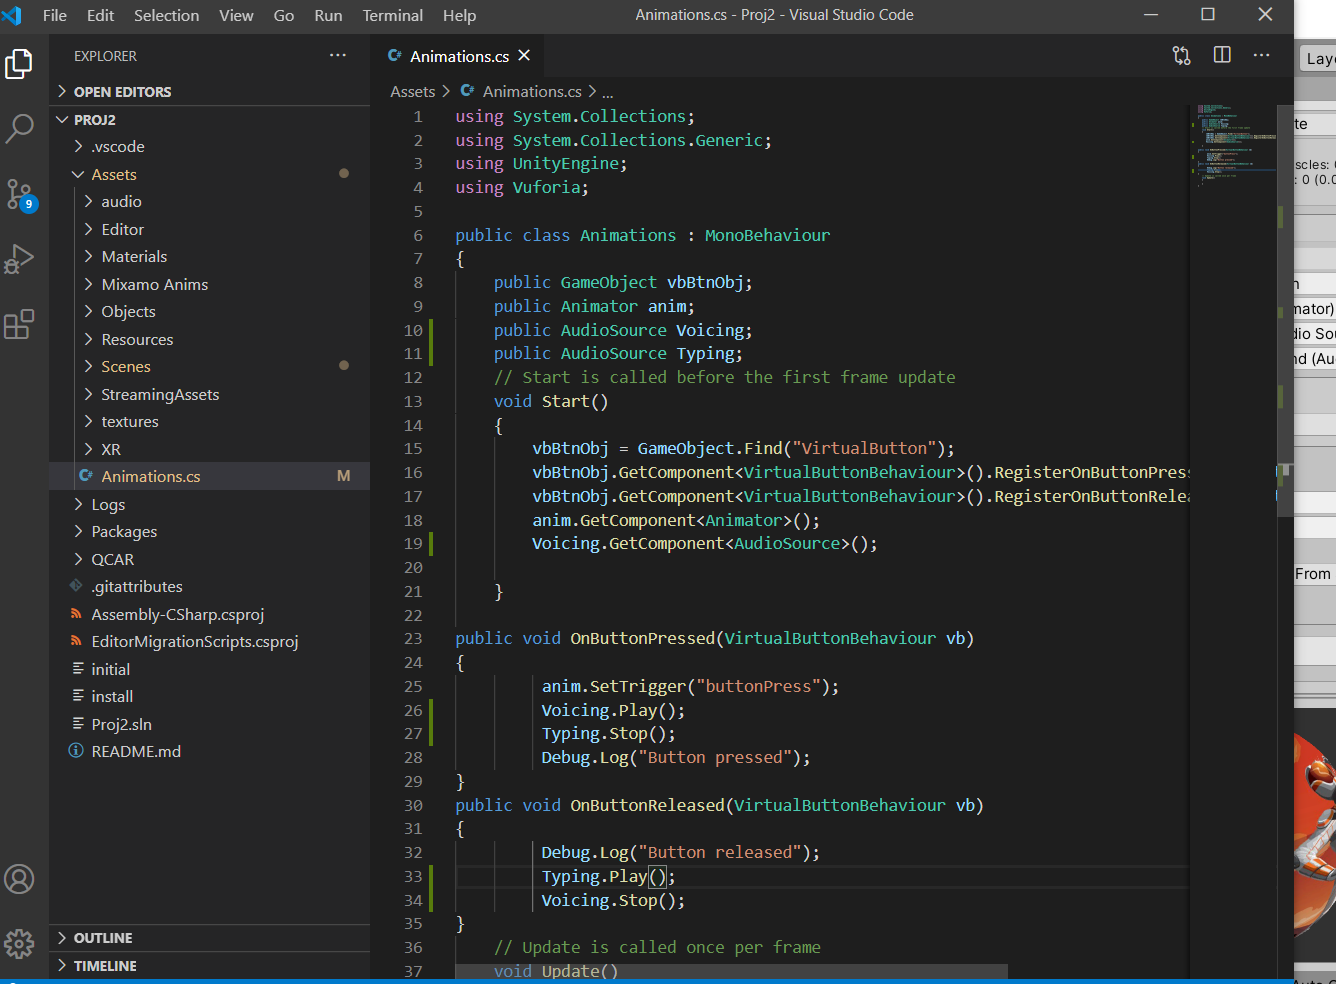 File Edit Selection View Go Run Terminal Help
Animations.cs - Proj2 - Visual Studio Code
EXPLORER
OPEN EDITORS
PROJ2
.vscode
Assets
audio
Editor
Materials
Mixamo Anims
Objects
Resources
Scenes
StreamingAssets
textures
XR
Animations.cs M
Logs
Packages
QCAR
.gitattributes
Assembly-CSharp.csproj
EditorMigrationScripts.csproj
initial
install
Proj2.sln
README.md
OUTLINE
TIMELINE
9
Animations.cs
Assets > Animations.cs > ...
1 using System.Collections;
2 using System.Collections.Generic;
3 using UnityEngine;
4 using Vuforia;
5
6 public class Animations : MonoBehaviour
7 {
8 public GameObject vbBtnObj;
9 public Animator anim;
10 public AudioSource Voicing;
11 public AudioSource Typing;
12 // Start is called before the first frame update
13 void Start()
14 {
15 vbBtnObj = GameObject.Find("VirtualButton");
16 vbBtnObj.GetComponent<VirtualButtonBehaviour>().RegisterOnButtonPress
17 vbBtnObj.GetComponent<VirtualButtonBehaviour>().RegisterOnButtonRelea
18 anim.GetComponent<Animator>();
19 Voicing.GetComponent<AudioSource>();
20
21 }
22
23 public void OnButtonPressed(VirtualButtonBehaviour vb)
24 {
25 anim.SetTrigger("buttonPress");
26 Voicing.Play();
27 Typing.Stop();
28 Debug.Log("Button pressed");
29 }
30 public void OnButtonReleased(VirtualButtonBehaviour vb)
31 {
32 Debug.Log("Button released");
33 Typing.Play();
34 Voicing.Stop();
35 }
36 // Update is called once per frame
37 void Update()
Laye
te
scles: 0
: 0 (0.0
n
mator)
dio Sou
nd (Au
From